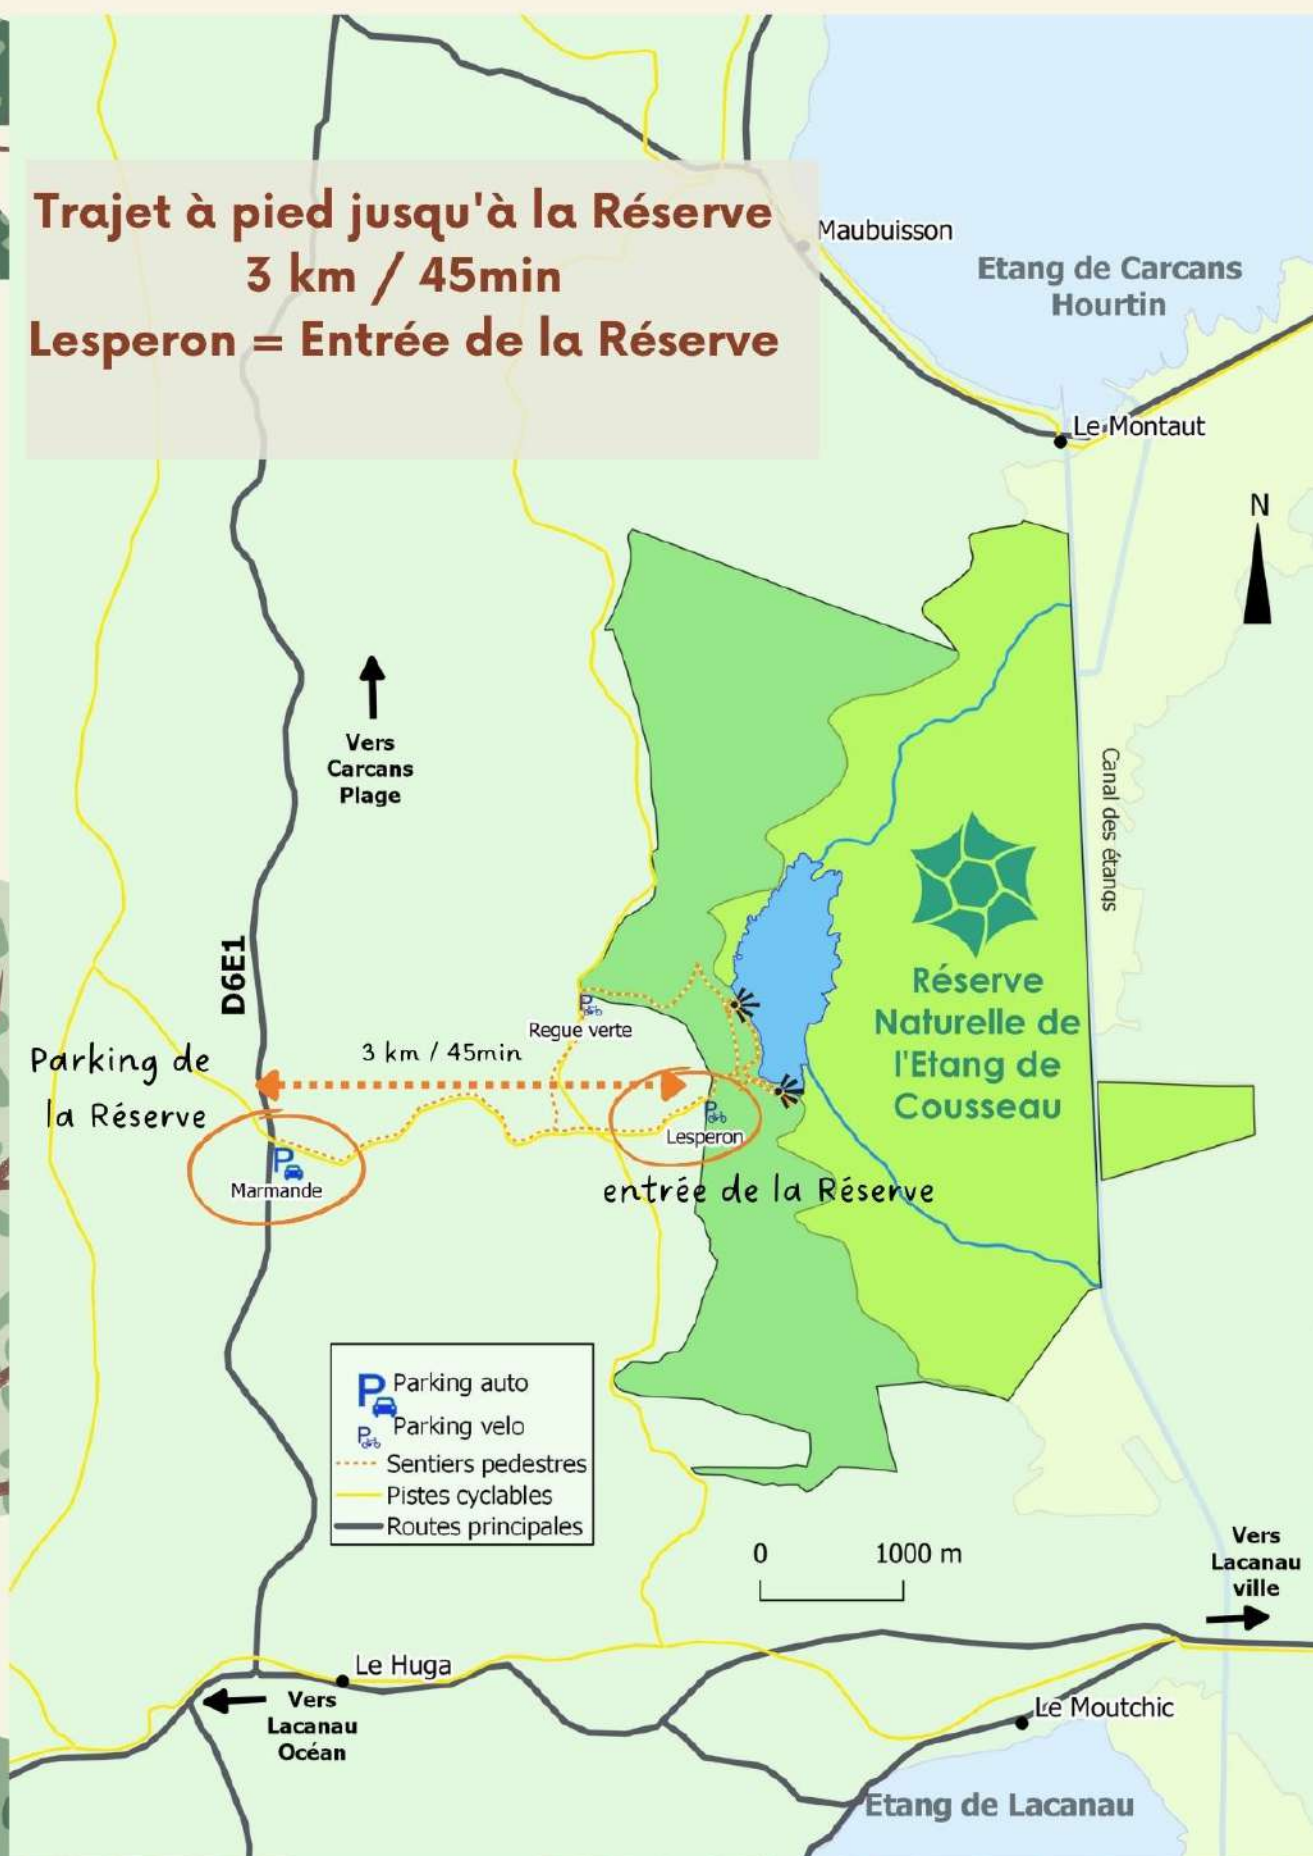 Trajet à pied jusqu'à la Réserve
3 km / 45min
Lesperon = Entrée de la Réserve
Maubuisson
Etang de Carcans
Hourtin
Le Montaut
N
Vers
Carcans
Plage
Canal des étangs
D6E1
Réserve
Naturelle de
l'Etang de
Cousseau
P
Regue verte
Parking de
la Réserve
3 km / 45min
P
Marmande
P
Lesperon
entrée de la Réserve
P Parking auto
P Parking velo
Sentiers pedestres
Pistes cyclables
Routes principales
0 1000 m
Vers
Lacanau
ville
Le Huga
Vers
Lacanau
Océan
Le Moutchic
Etang de Lacanau